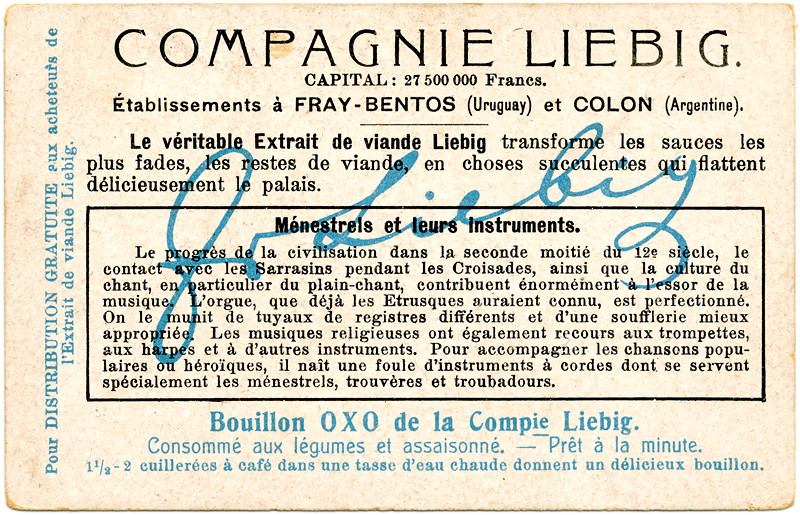 COMPAGNIE LIEBIG.
CAPITAL: 27 500 000 Francs.
Établissements à FRAY-BENTOS (Uruguay) et COLON (Argentine).
Le véritable Extrait de viande Liebig transforme les sauces les
plus fades, les restes de viande, en choses succulentes qui flattent
délicieusement le palais.
Ménestrels et leurs instruments.
Le progrès de la civilisation dans la seconde moitié du 12e siècle, le
contact avec les Sarrasins pendant les Croisades, ainsi que la culture du
chant, en particulier du plain-chant, contribuent énormément à l'essor de la
musique. L'orgue, que déjà les Etrusques auraient connu, est perfectionné.
On le munit de tuyaux de registres différents et d'une soufflerie mieux
appropriée. Les musiques religieuses ont également recours aux trompettes,
aux harpes et à d'autres instruments. Pour accompagner les chansons popu-
laires ou héroïques, il naît une foule d'instruments à cordes dont se servent
spécialement les ménestrels, trouvères et troubadours.
Bouillon OXO de la Compie Liebig.
Consommé aux légumes et assaisonné. — Prêt à la minute.
1½-2 cuillerées à café dans une tasse d'eau chaude donnent un délicieux bouillon.
Pour DISTRIBUTION GRATUITE aux acheteurs de
l'Extrait de viande Liebig.
J v Liebig